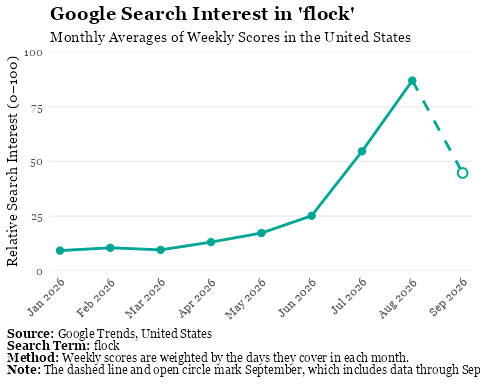 Google Search Interest in 'flock'
Monthly Averages of Weekly Scores in the United States
Relative Search Interest (0–100)
100
75
50
25
0
Jan 2026
Feb 2026
Mar 2026
Apr 2026
May 2026
Jun 2026
Jul 2026
Aug 2026
Sep 2026
Source: Google Trends, United States
Search Term: flock
Method: Weekly scores are weighted by the days they cover in each month.
Note: The dashed line and open circle mark September, which includes data through Sep